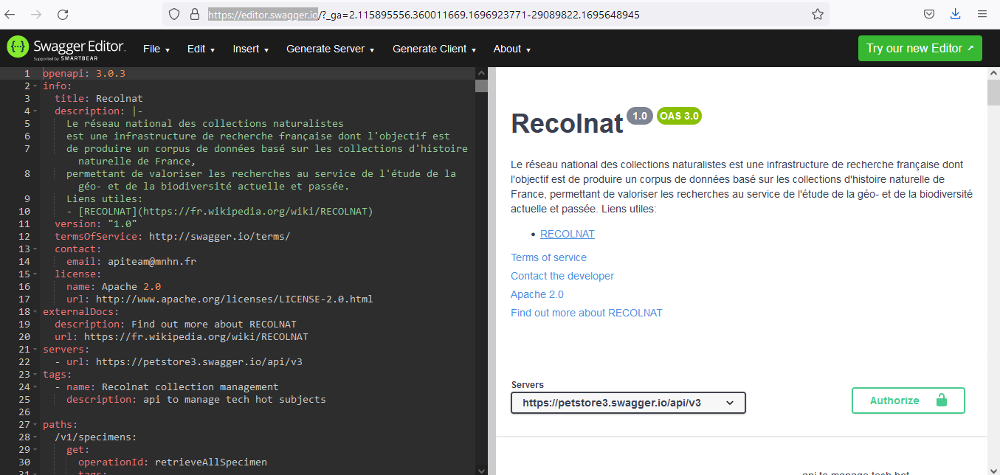 https://editor.swagger.io/?_ga=2.115895556.360011669.1696923771-29089822.1695648945
Swagger Editor
Supported by SMARTBEAR
File
Edit
Insert
Generate Server
Generate Client
About
Try our new Editor
1 openapi: 3.0.3
2 info:
3 title: Recolnat
4 description: |-
5 Le réseau national des collections naturalistes
6 est une infrastructure de recherche française dont l'objectif est
7 de produire un corpus de données basé sur les collections d'histoire
naturelle de France,
8 permettant de valoriser les recherches au service de l'étude de la
géo- et de la biodiversité actuelle et passée.
9 Liens utiles:
10 - [RECOLNAT](https://fr.wikipedia.org/wiki/RECOLNAT)
11 version: "1.0"
12 termsOfService: http://swagger.io/terms/
13 contact:
14 email: apiteam@mnhn.fr
15 license:
16 name: Apache 2.0
17 url: http://www.apache.org/licenses/LICENSE-2.0.html
18 externalDocs:
19 description: Find out more about RECOLNAT
20 url: https://fr.wikipedia.org/wiki/RECOLNAT
21 servers:
22 - url: https://petstore3.swagger.io/api/v3
23 tags:
24 - name: Recolnat collection management
25 description: api to manage tech hot subjects
26
27 paths:
28 /v1/specimens:
29 get:
30 operationId: retrieveAllSpecimen
31 tags:
Recolnat 1.0 OAS 3.0
Le réseau national des collections naturalistes est une infrastructure de recherche française dont
l'objectif est de produire un corpus de données basé sur les collections d'histoire naturelle de
France, permettant de valoriser les recherches au service de l'étude de la géo- et de la biodiversité
actuelle et passée. Liens utiles:
• RECOLNAT
Terms of service
Contact the developer
Apache 2.0
Find out more about RECOLNAT
Servers
https://petstore3.swagger.io/api/v3
Authorize
api to manage tech hot